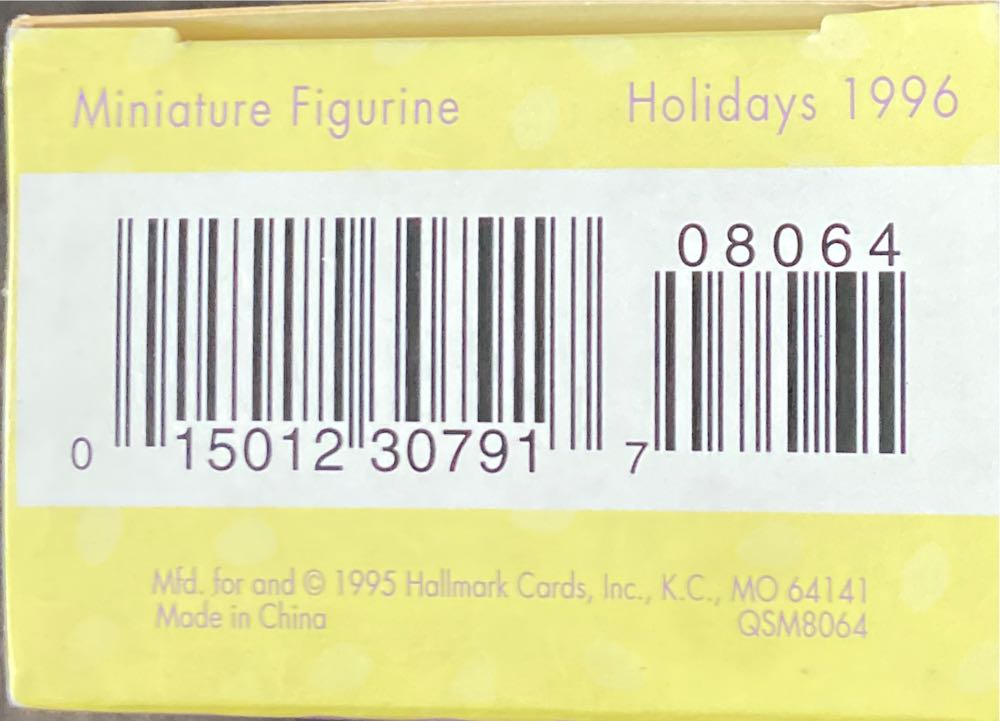 Miniature Figurine Holidays 1996
08064
0 15012 30791 7
Mfd. for and © 1995 Hallmark Cards, Inc., K.C., MO 64141
Made in China QSM8064